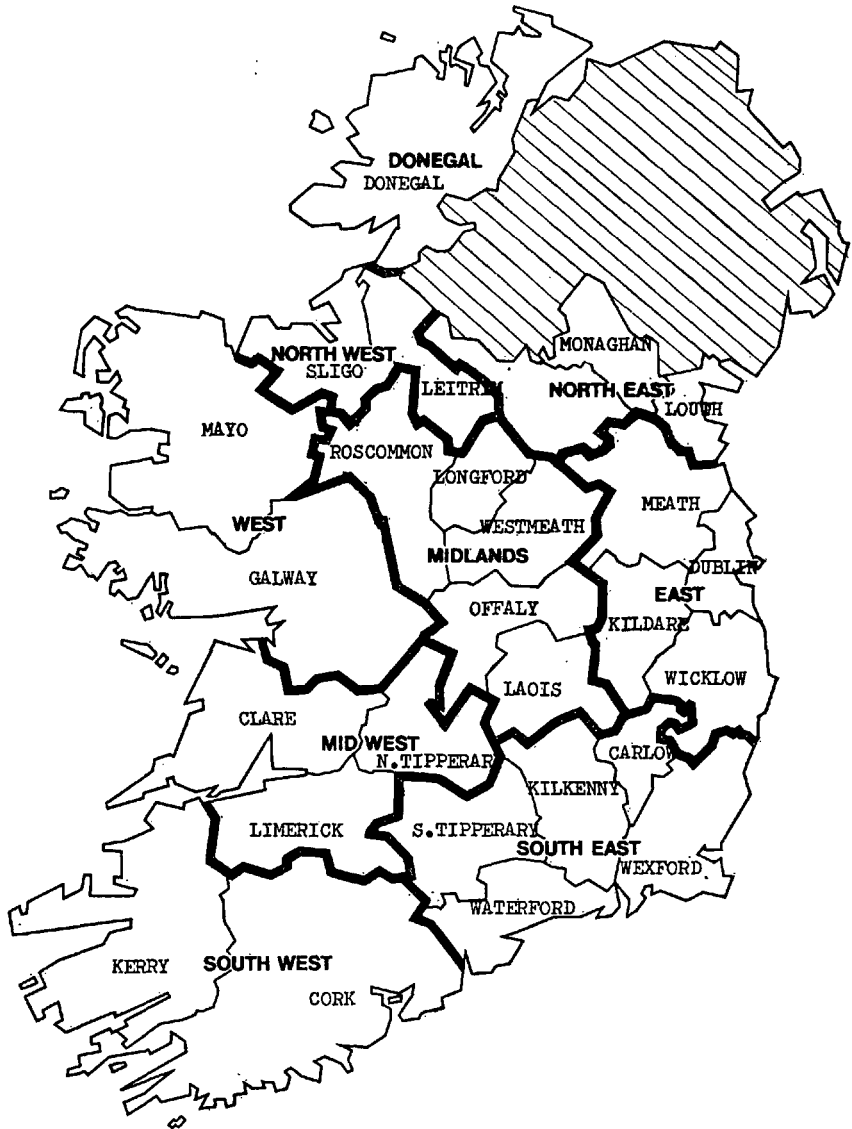 DONEGAL
DONEGAL
MONAGHAN
NORTH WEST
SLIGO
LEITRIM
NORTH EAST
LOUTH
MAYO
ROSCOMMON
LONGFORD
MEATH
WEST
WESTMEATH
MIDLANDS
DUBLIN
GALWAY
EAST
OFFALY
KILDARE
LAOIS
WICKLOW
CLARE
MID WEST
CARLOW
N.TIPPERAR
KILKENNY
LIMERICK
S.TIPPERARY
SOUTH EAST
WEXFORD
WATERFORD
KERRY
SOUTH WEST
CORK